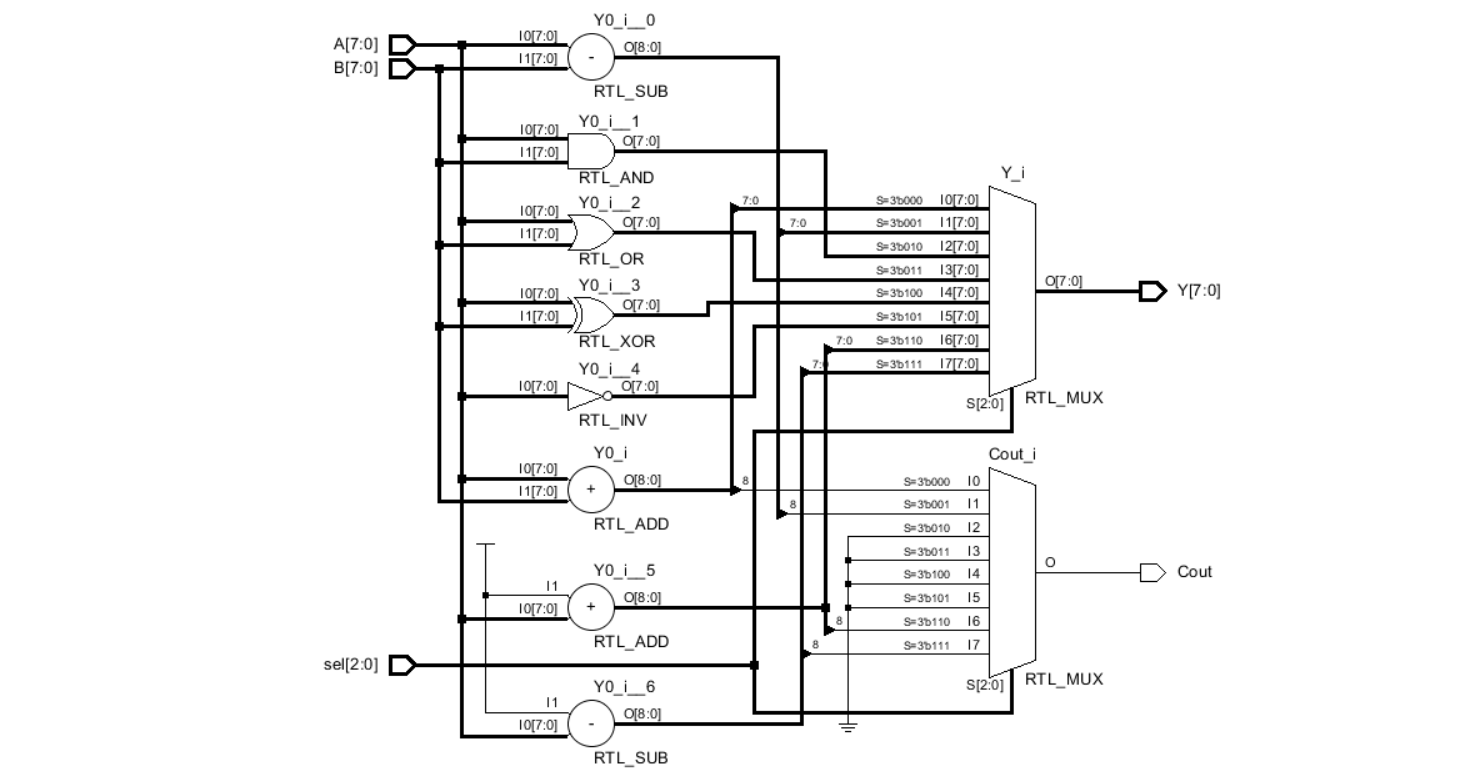 Y0_i__0
A[7:0]
I0[7:0]
O[8:0]
B[7:0]
I1[7:0]
-
RTL_SUB
Y0_i__1
I0[7:0]
O[7:0]
I1[7:0]
RTL_AND
Y_i
Y0_i__2
7:0
S=3'b000
I0[7:0]
I0[7:0]
O[7:0]
7:0
S=3'b001
I1[7:0]
I1[7:0]
S=3'b010
I2[7:0]
RTL_OR
S=3'b011
I3[7:0]
Y0_i__3
O[7:0]
Y[7:0]
I0[7:0]
O[7:0]
S=3'b100
I4[7:0]
I1[7:0]
S=3'b101
I5[7:0]
RTL_XOR
7:0
S=3'b110
I6[7:0]
Y0_i__4
7:0
S=3'b111
I7[7:0]
I0[7:0]
O[7:0]
RTL_INV
S[2:0]
RTL_MUX
Y0_i
Cout_i
I0[7:0]
O[8:0]
8
S=3'b000
I0
I1[7:0]
+
8
S=3'b001
I1
RTL_ADD
S=3'b010
I2
S=3'b011
I3
Y0_i__5
O
Cout
S=3'b100
I4
I1
O[8:0]
S=3'b101
I5
I0[7:0]
+
8
S=3'b110
I6
RTL_ADD
8
S=3'b111
I7
sel[2:0]
S[2:0]
RTL_MUX
Y0_i__6
I1
O[8:0]
I0[7:0]
-
RTL_SUB